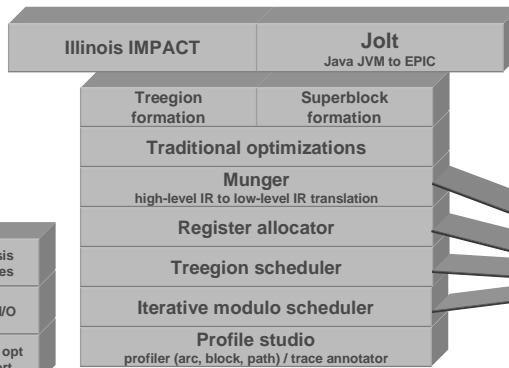 Illinois IMPACT
Jolt
Java JVM to EPIC
Treegion
formation
Superblock
formation
Traditional optimizations
Munger
high-level IR to low-level IR translation
Register allocator
Treegion scheduler
Iterative modulo scheduler
Profile studio
profiler (arc, block, path) / trace annotator
opt